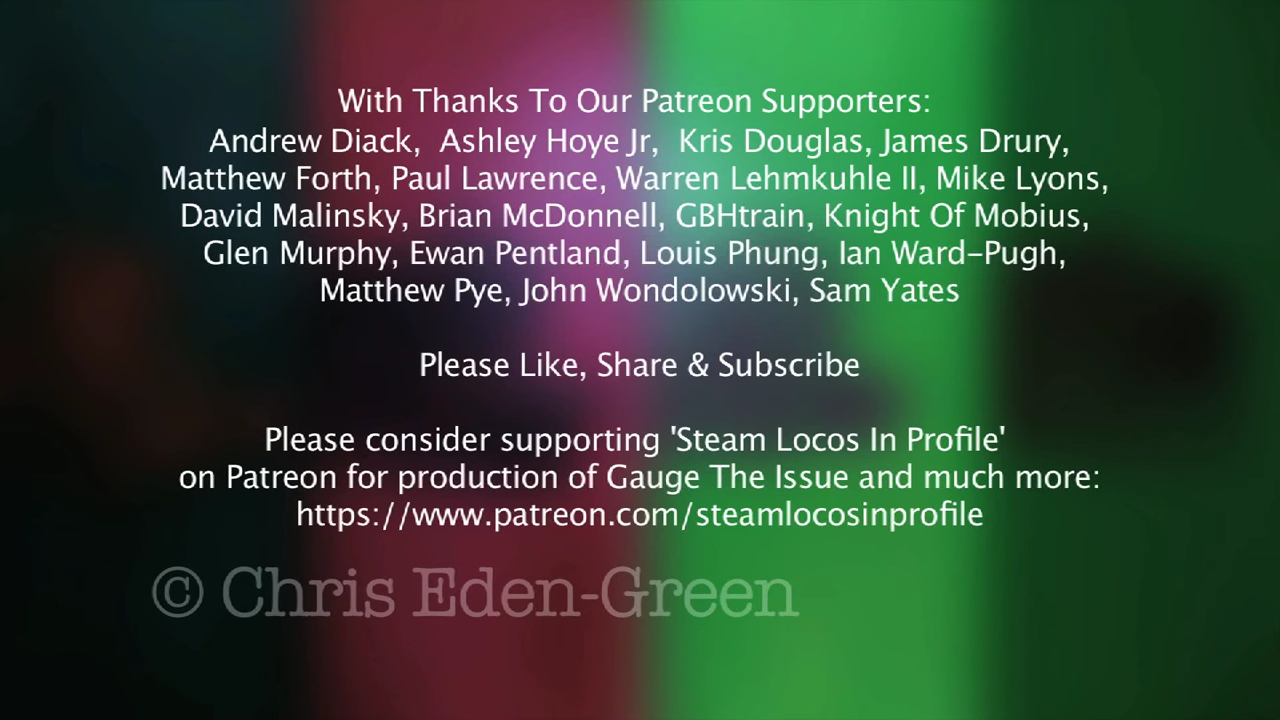 With Thanks To Our Patreon Supporters:
Andrew Diack,  Ashley Hoye Jr,  Kris Douglas, James Drury,
Matthew Forth, Paul Lawrence, Warren Lehmkuhle II, Mike Lyons,
David Malinsky, Brian McDonnell, GBHtrain, Knight Of Mobius,
Glen Murphy, Ewan Pentland, Louis Phung, Ian Ward-Pugh,
Matthew Pye, John Wondolowski, Sam Yates
Please Like, Share & Subscribe
Please consider supporting 'Steam Locos In Profile'
on Patreon for production of Gauge The Issue and much more:
https://www.patreon.com/steamlocosinprofile
© Chris Eden-Green